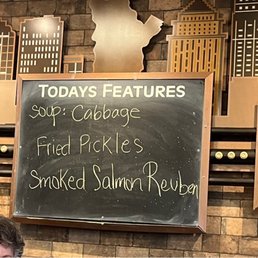 TODAYS FEATURES
Soup: Cabbage
Fried Pickles
Smoked Salmon Reuben